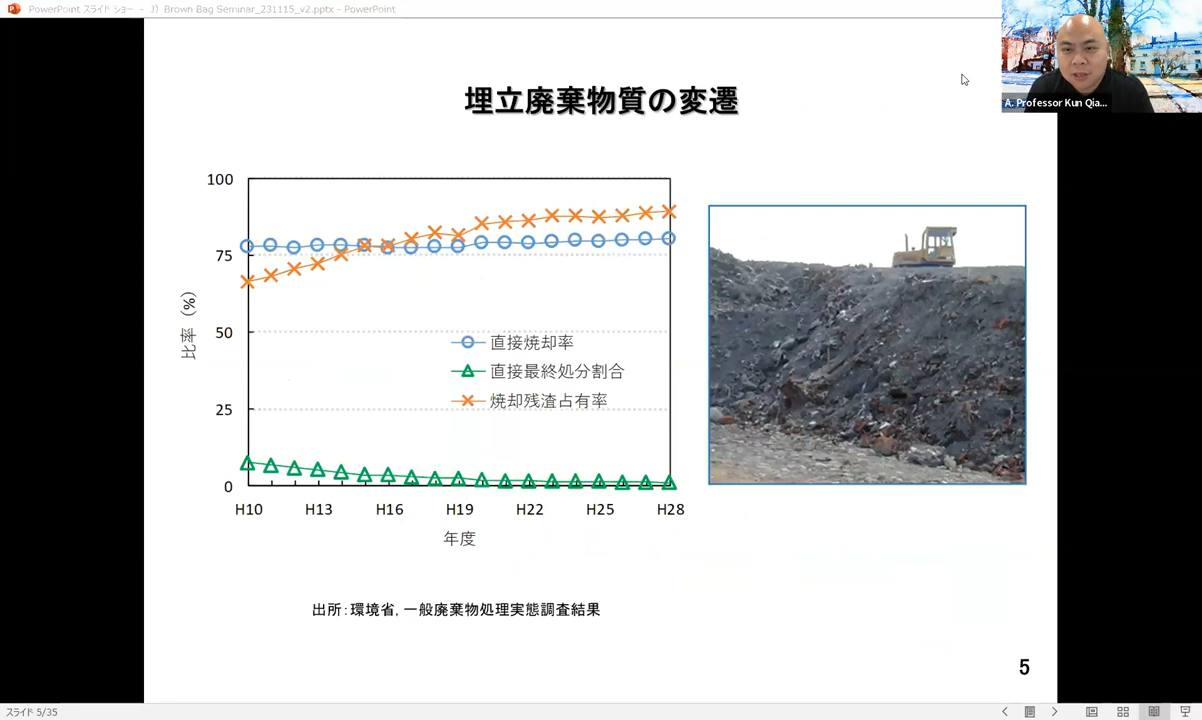 PowerPoint スライド ショー - J) Brown Bag Seminar_231115_v2.pptx - PowerPoint
A. Professor Kun Qia...
埋立廃棄物質の変遷
100
75
50
25
0
比率 (%)
直接焼却率
直接最終処分割合
焼却残渣占有率
H10 H13 H16 H19 H22 H25 H28
年度
出所：環境省, 一般廃棄物処理実態調査結果
5
スライド 5/35